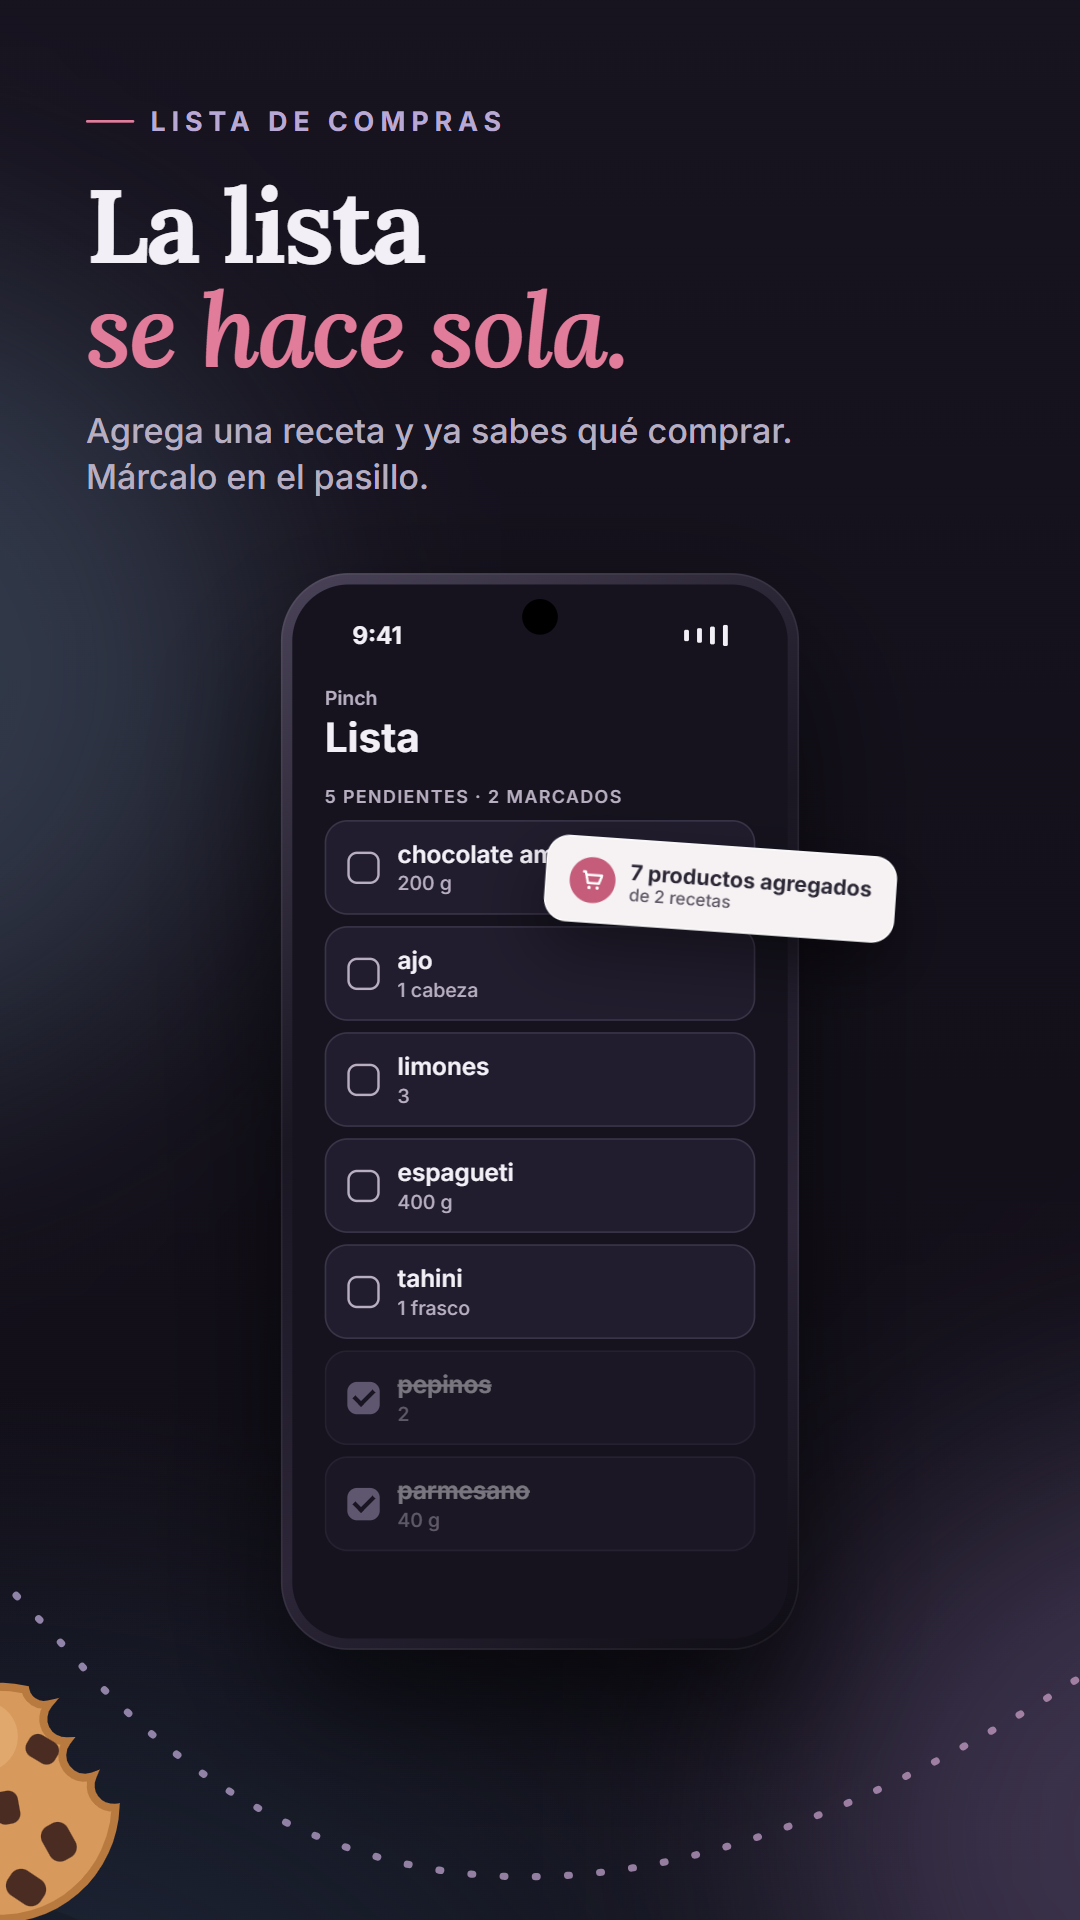 LISTA DE COMPRAS
La lista
se hace sola.
Agrega una receta y ya sabes qué comprar.
Márcalo en el pasillo.
9:41
Pinch
Lista
5 PENDIENTES · 2 MARCADOS
chocolate
200 g
7 productos agregados
de 2 recetas
ajo
1 cabeza
limones
3
espagueti
400 g
tahini
1 frasco
pepinos
2
parmesano
40 g